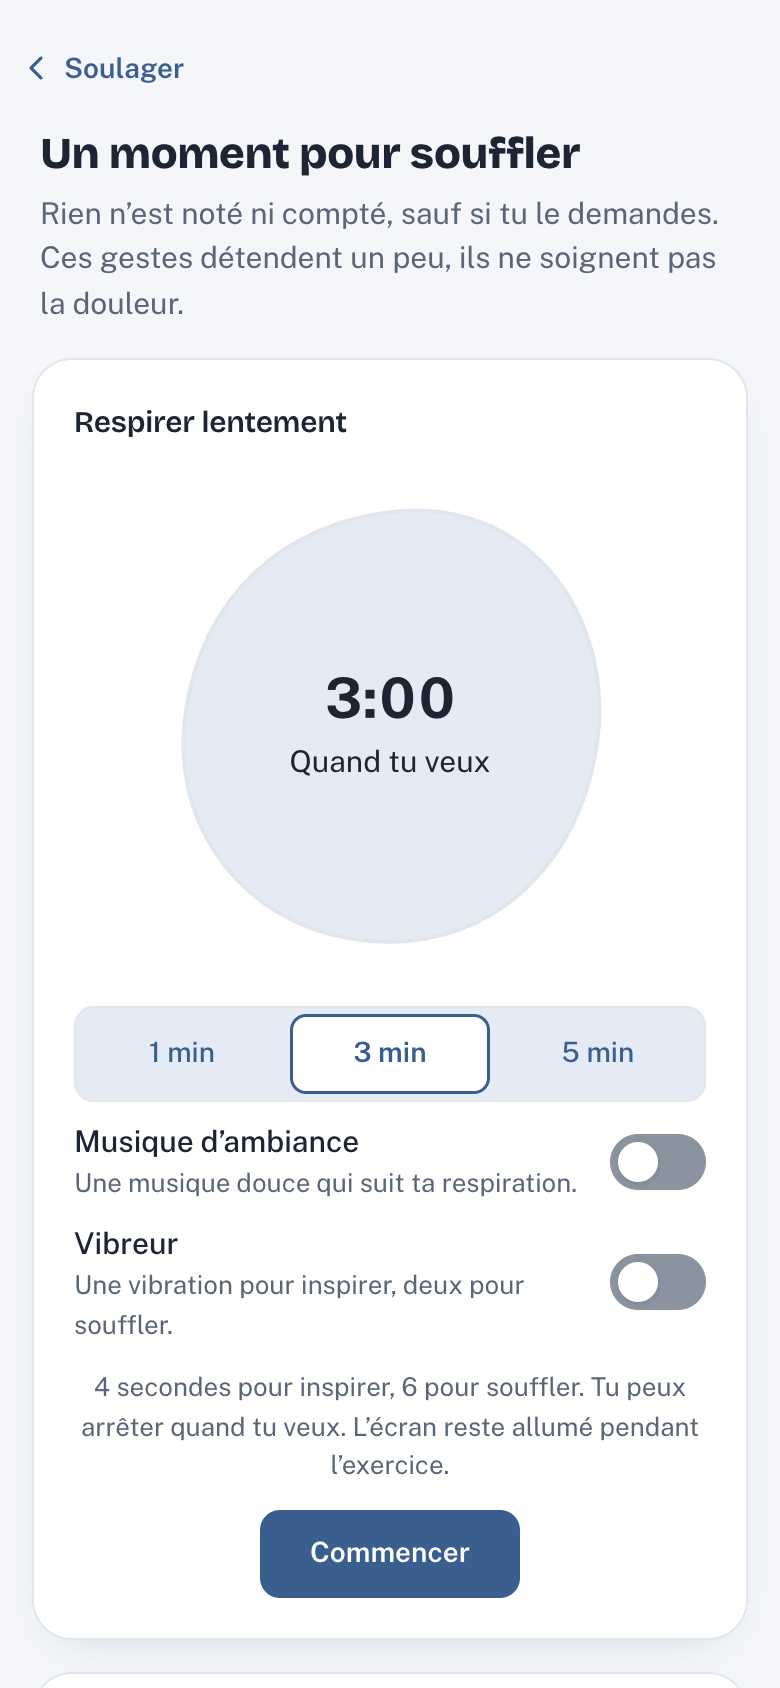 Soulager
Un moment pour souffler
Rien n’est noté ni compté, sauf si tu le demandes.
Ces gestes détendent un peu, ils ne soignent pas
la douleur.
Respirer lentement
3:00
Quand tu veux
1 min
3 min
5 min
Musique d’ambiance
Une musique douce qui suit ta respiration.
Vibreur
Une vibration pour inspirer, deux pour
souffler.
4 secondes pour inspirer, 6 pour souffler. Tu peux
arrêter quand tu veux. L’écran reste allumé pendant
l’exercice.
Commencer